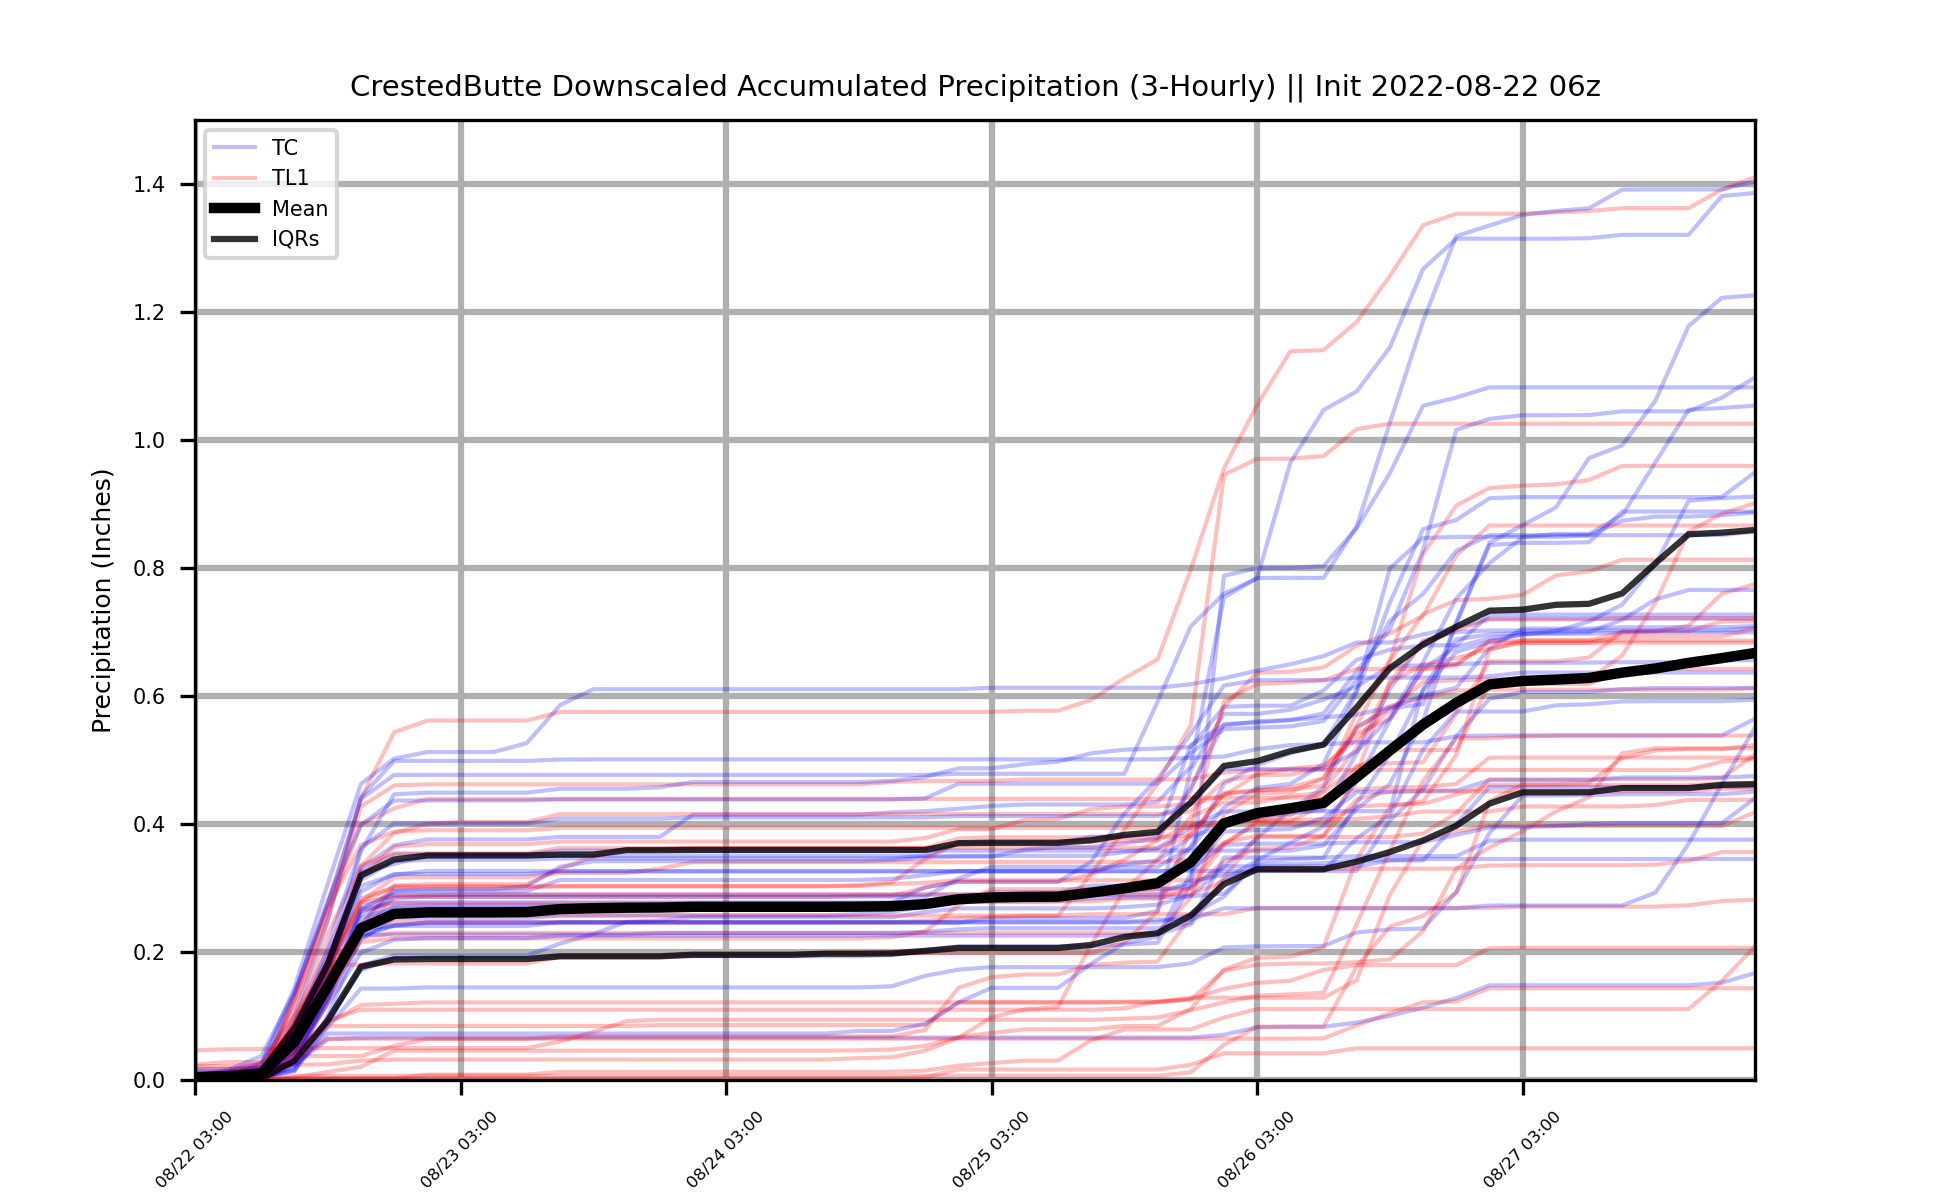 CrestedButte Downscaled Accumulated Precipitation (3-Hourly) || Init 2022-08-22 06z
TC
TL1
Mean
IQRs
Precipitation (Inches)
1.4
1.2
1.0
0.8
0.6
0.4
0.2
0.0
08/22 03:00
08/23 03:00
08/24 03:00
08/25 03:00
08/26 03:00
08/27 03:00